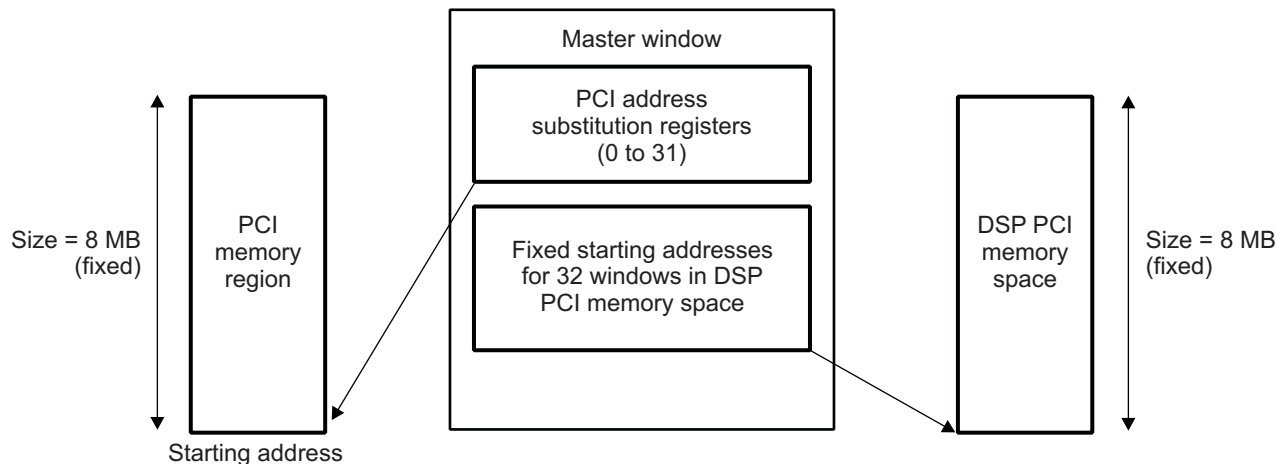 Master window
PCI address
substitution registers
(0 to 31)
Size = 8 MB
(fixed)
PCI
memory
region
Fixed starting addresses
for 32 windows in DSP
PCI memory space
DSP PCI
memory
space
Size = 8 MB
(fixed)
Starting address